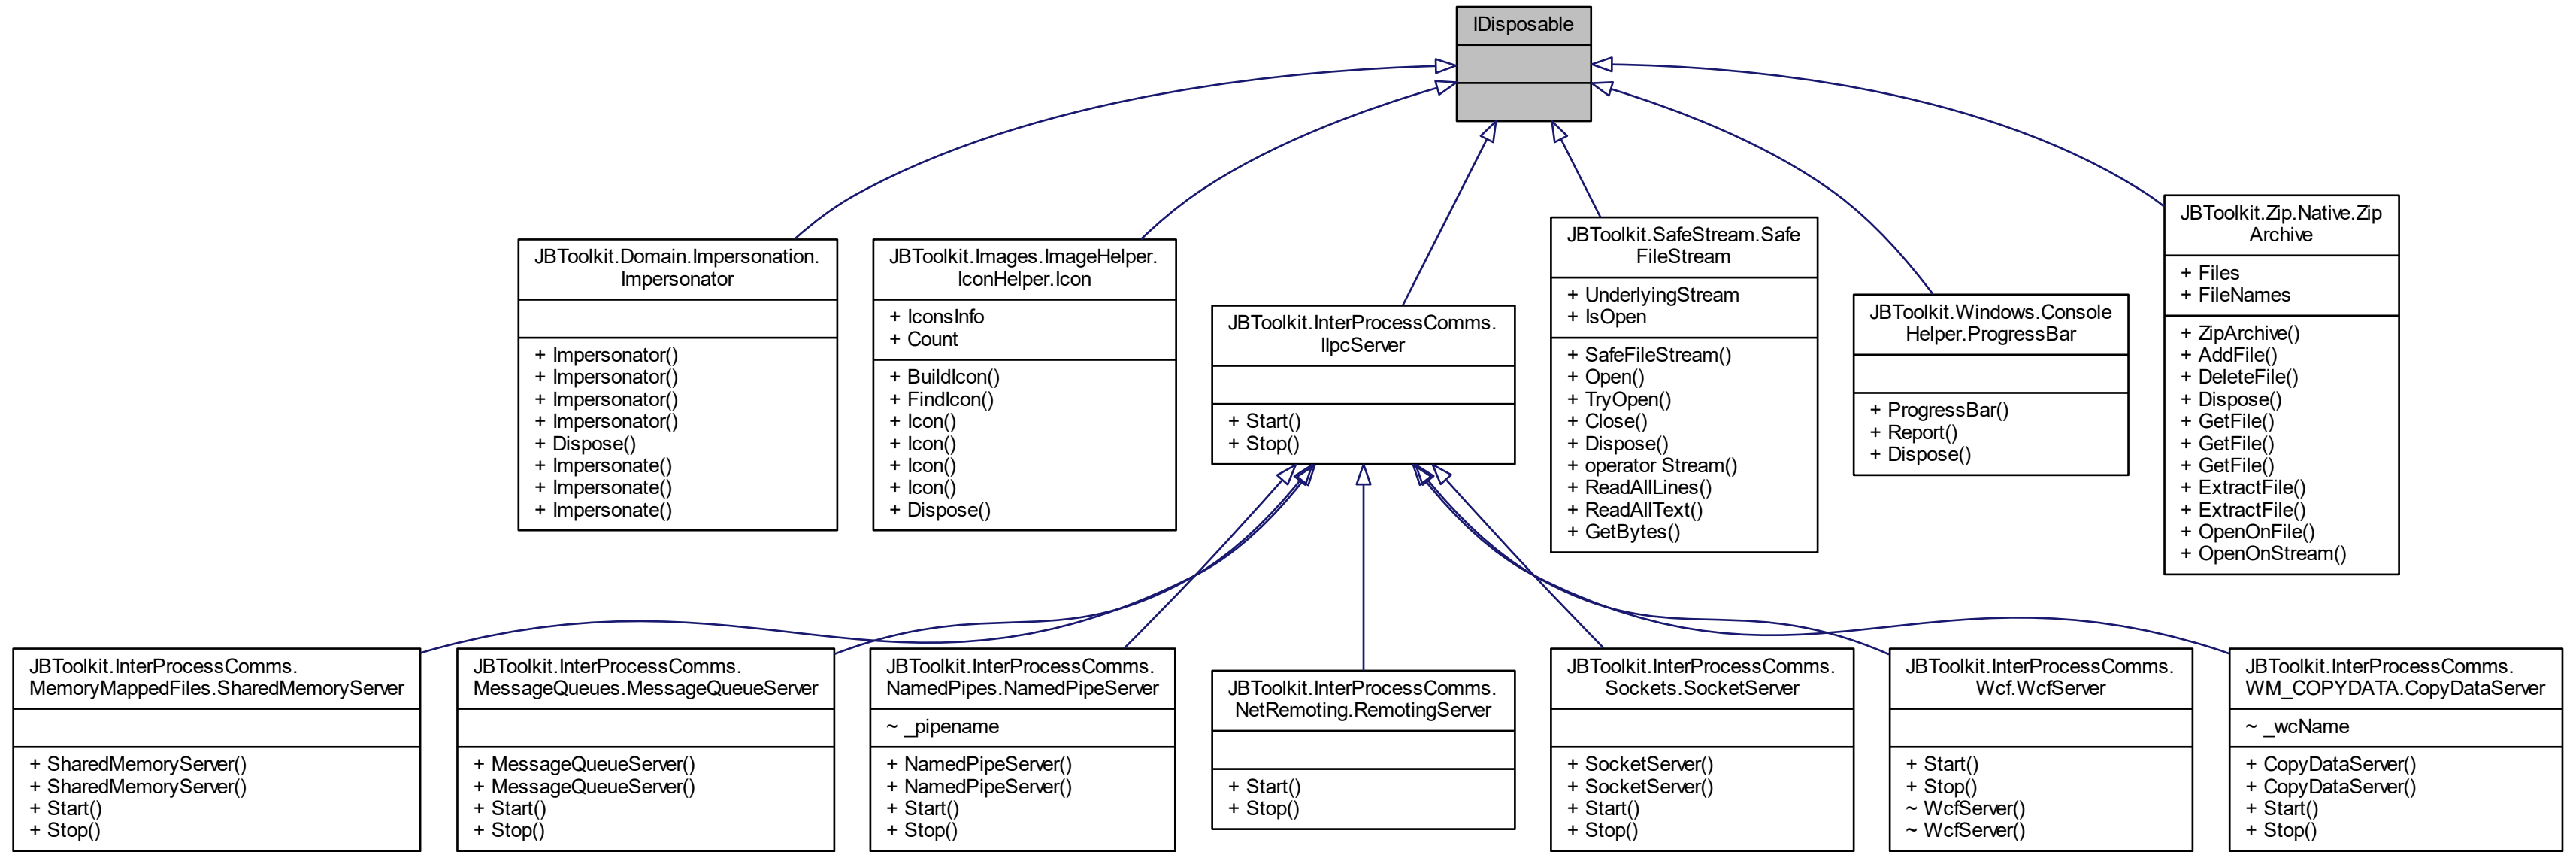 IDisposable
JBToolkit.Domain.Impersonation.
Impersonator
+ Impersonator()
+ Impersonator()
+ Impersonator()
+ Impersonator()
+ Dispose()
+ Impersonate()
+ Impersonate()
+ Impersonate()
JBToolkit.Images.ImageHelper.
IconHelper.Icon
+ IconsInfo
+ Count
+ BuildIcon()
+ FindIcon()
+ Icon()
+ Icon()
+ Icon()
+ Icon()
+ Dispose()
JBToolkit.InterProcessComms.
IIpcServer
+ Start()
+ Stop()
JBToolkit.SafeStream.Safe
FileStream
+ UnderlyingStream
+ IsOpen
+ SafeFileStream()
+ Open()
+ TryOpen()
+ Close()
+ Dispose()
+ operator Stream()
+ ReadAllLines()
+ ReadAllText()
+ GetBytes()
JBToolkit.Windows.Console
Helper.ProgressBar
+ ProgressBar()
+ Report()
+ Dispose()
JBToolkit.Zip.Native.Zip
Archive
+ Files
+ FileNames
+ ZipArchive()
+ AddFile()
+ DeleteFile()
+ Dispose()
+ GetFile()
+ GetFile()
+ GetFile()
+ ExtractFile()
+ ExtractFile()
+ OpenOnFile()
+ OpenOnStream()
JBToolkit.InterProcessComms.
MemoryMappedFiles.SharedMemoryServer
+ SharedMemoryServer()
+ SharedMemoryServer()
+ Start()
+ Stop()
JBToolkit.InterProcessComms.
MessageQueues.MessageQueueServer
+ MessageQueueServer()
+ MessageQueueServer()
+ Start()
+ Stop()
JBToolkit.InterProcessComms.
NamedPipes.NamedPipeServer
~ _pipename
+ NamedPipeServer()
+ NamedPipeServer()
+ Start()
+ Stop()
JBToolkit.InterProcessComms.
NetRemoting.RemotingServer
+ Start()
+ Stop()
JBToolkit.InterProcessComms.
Sockets.SocketServer
+ SocketServer()
+ SocketServer()
+ Start()
+ Stop()
JBToolkit.InterProcessComms.
Wcf.WcfServer
+ Start()
+ Stop()
~ WcfServer()
~ WcfServer()
JBToolkit.InterProcessComms.
WM_COPYDATA.CopyDataServer
~ _wcName
+ CopyDataServer()
+ CopyDataServer()
+ Start()
+ Stop()